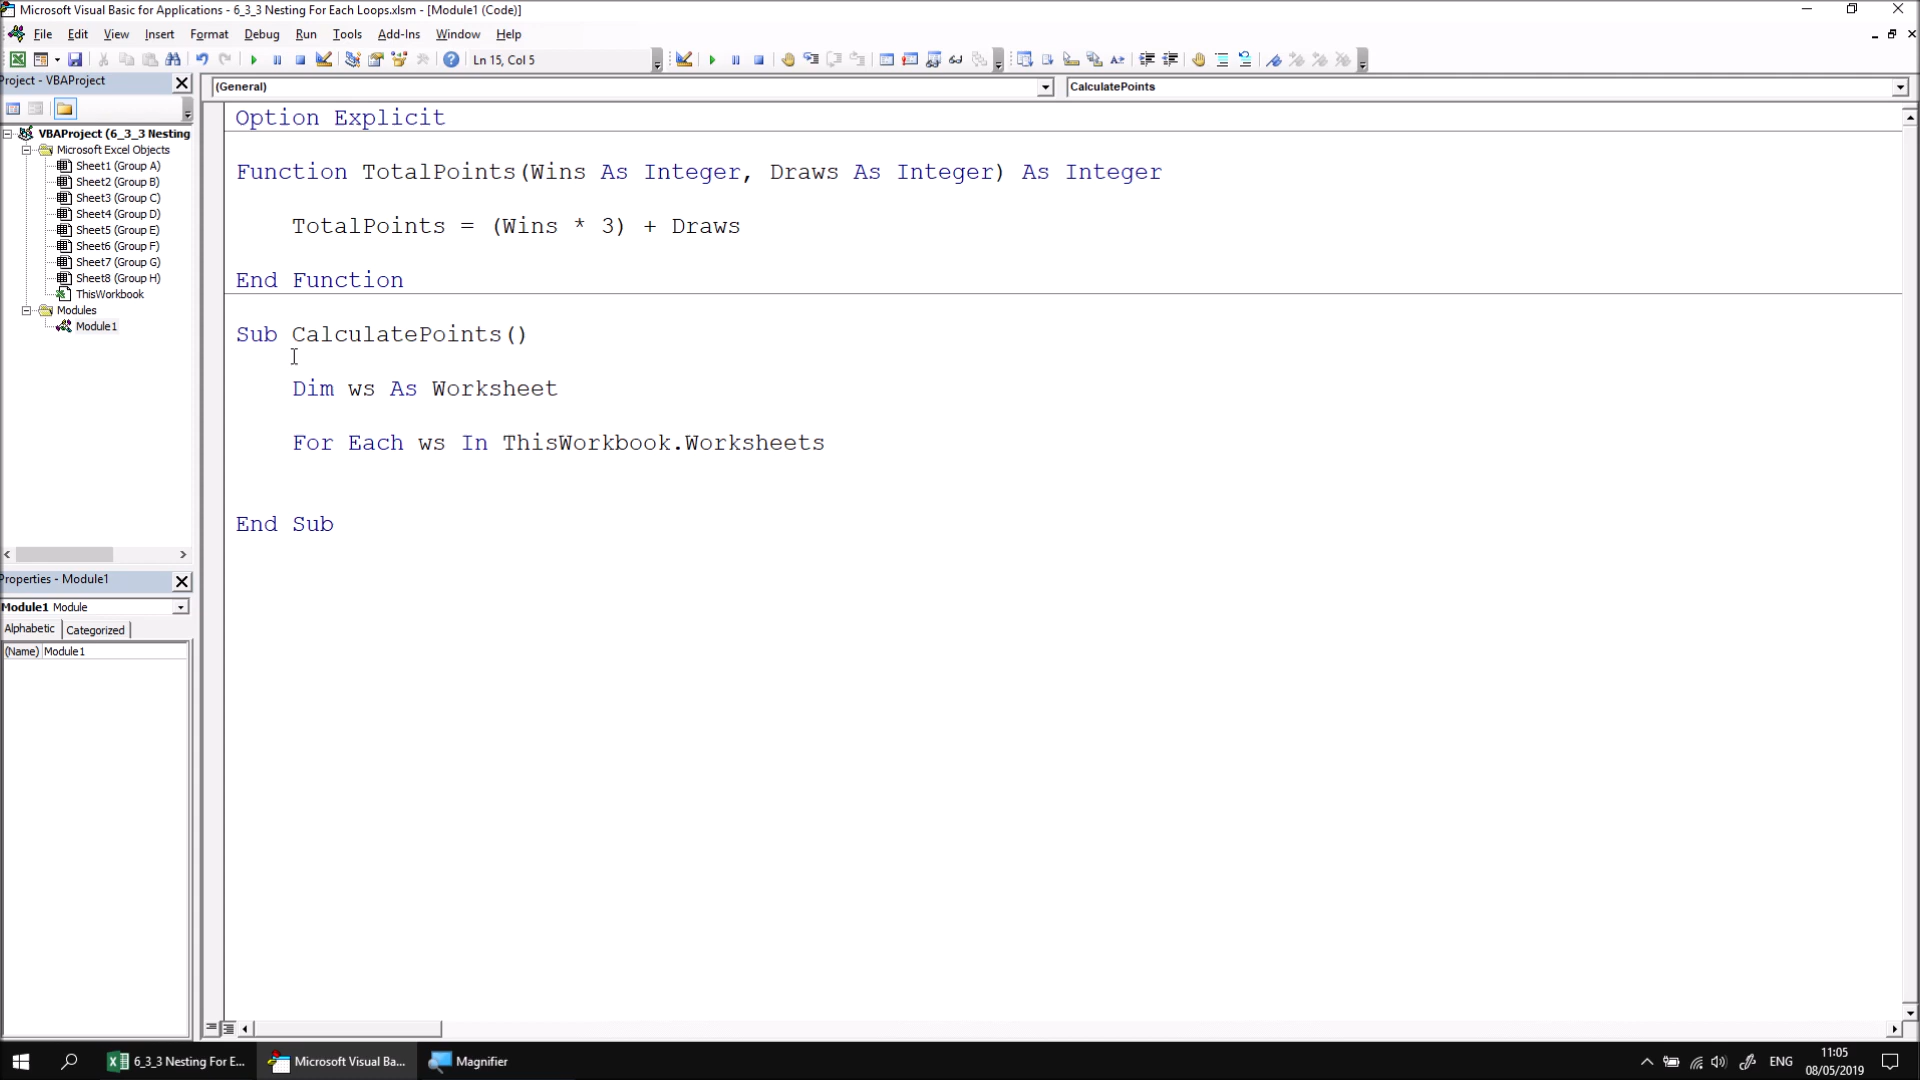 Microsoft Visual Basic for Applications - 6_3_3 Nesting For Each Loops.xlsm - [Module1 (Code)]
File Edit View Insert Format Debug Run Tools Add-Ins Window Help
Ln 15, Col 5
Project - VBAProject
(General)
CalculatePoints
VBAProject (6_3_3 Nesting
Microsoft Excel Objects
Sheet1 (Group A)
Sheet2 (Group B)
Sheet3 (Group C)
Sheet4 (Group D)
Sheet5 (Group E)
Sheet6 (Group F)
Sheet7 (Group G)
Sheet8 (Group H)
ThisWorkbook
Modules
Module1
Properties - Module1
Module1 Module
Alphabetic Categorized
(Name) Module1
Option Explicit
Function TotalPoints(Wins As Integer, Draws As Integer) As Integer
TotalPoints = (Wins * 3) + Draws
End Function
Sub CalculatePoints()
Dim ws As Worksheet
For Each ws In ThisWorkbook.Worksheets
End Sub
6_3_3 Nesting For E...
Microsoft Visual Ba...
Magnifier
ENG
11:05
08/05/2019